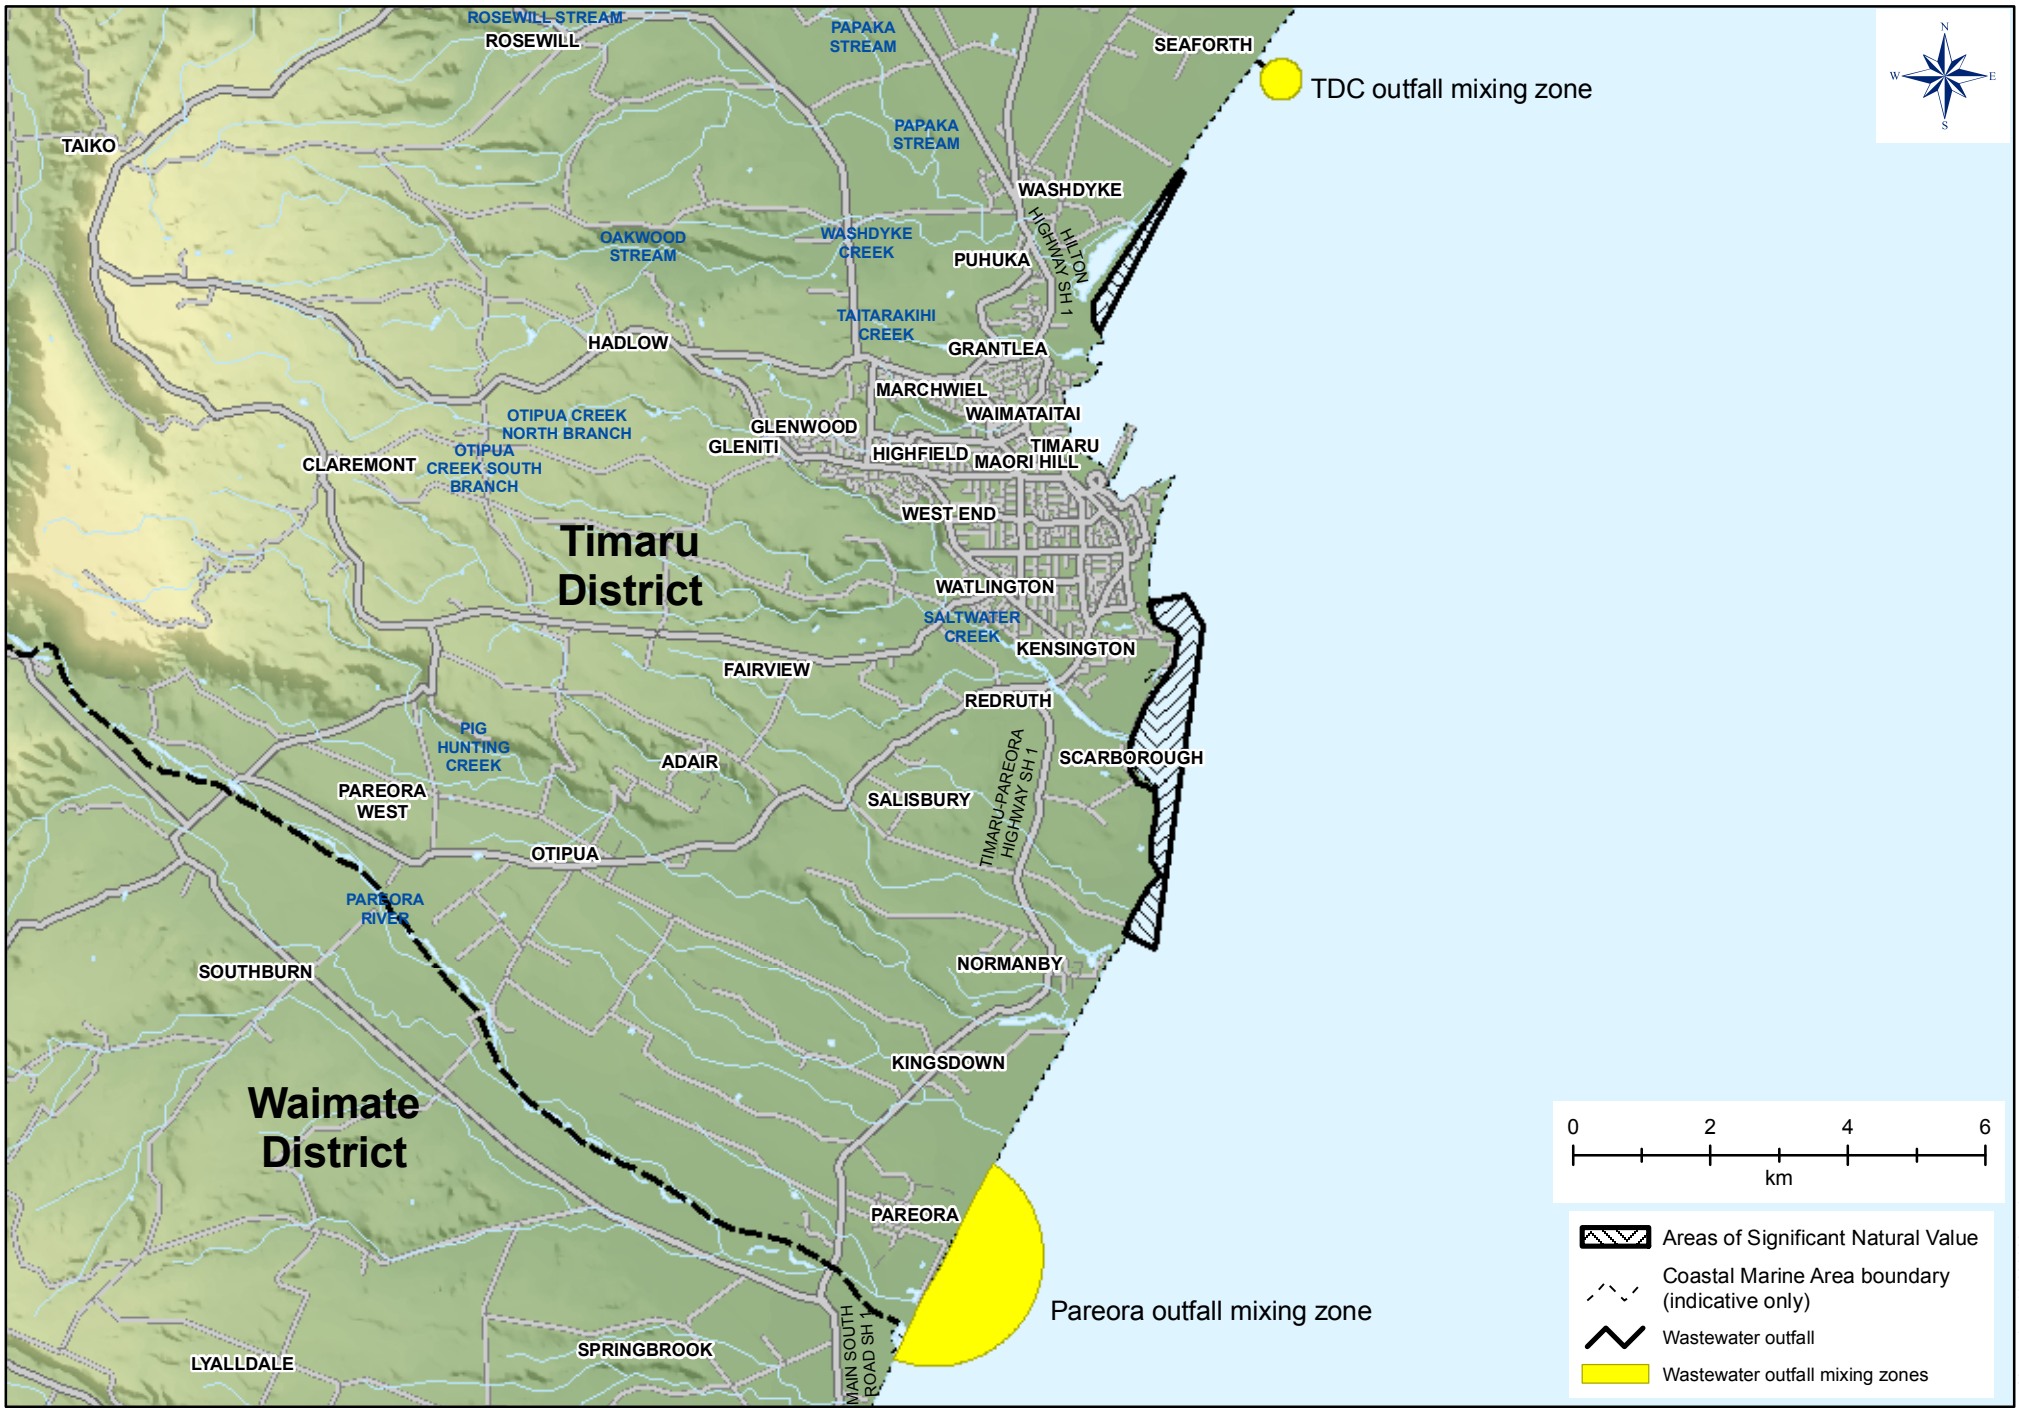 ROSEWILL STREAM
ROSEWILL
PAPAKA
STREAM
SEAFORTH
N
W
E
S
TDC outfall mixing zone
TAIKO
PAPAKA
STREAM
WASHDYKE
OAKWOOD
STREAM
WASHDYKE
CREEK
PUHUKA
HILTON
HIGHWAY SH 1
TAITARAKIHI
CREEK
HADLOW
GRANTLEA
MARCHWIEL
WAIMATAITAI
OTIPUA CREEK
NORTH BRANCH
GLENWOOD
GLENITI
TIMARU
HIGHFIELD
MAORI HILL
CLAREMONT
OTIPUA
CREEK SOUTH
BRANCH
WEST END
Timaru
District
WATLINGTON
SALTWATER
CREEK
KENSINGTON
FAIRVIEW
REDRUTH
PIG
HUNTING
CREEK
ADAIR
SCARBOROUGH
TIMARU-PAREORA
HIGHWAY SH 1
PAREORA
WEST
SALISBURY
OTIPUA
PAREORA
RIVER
SOUTHBURN
NORMANBY
KINGSDOWN
Waimate
District
PAREORA
Pareora outfall mixing zone
MAIN SOUTH
ROAD SH 1
SPRINGBROOK
LYALLDALE
0 2 4 6
km
Areas of Significant Natural Value
Coastal Marine Area boundary
(indicative only)
Wastewater outfall
Wastewater outfall mixing zones